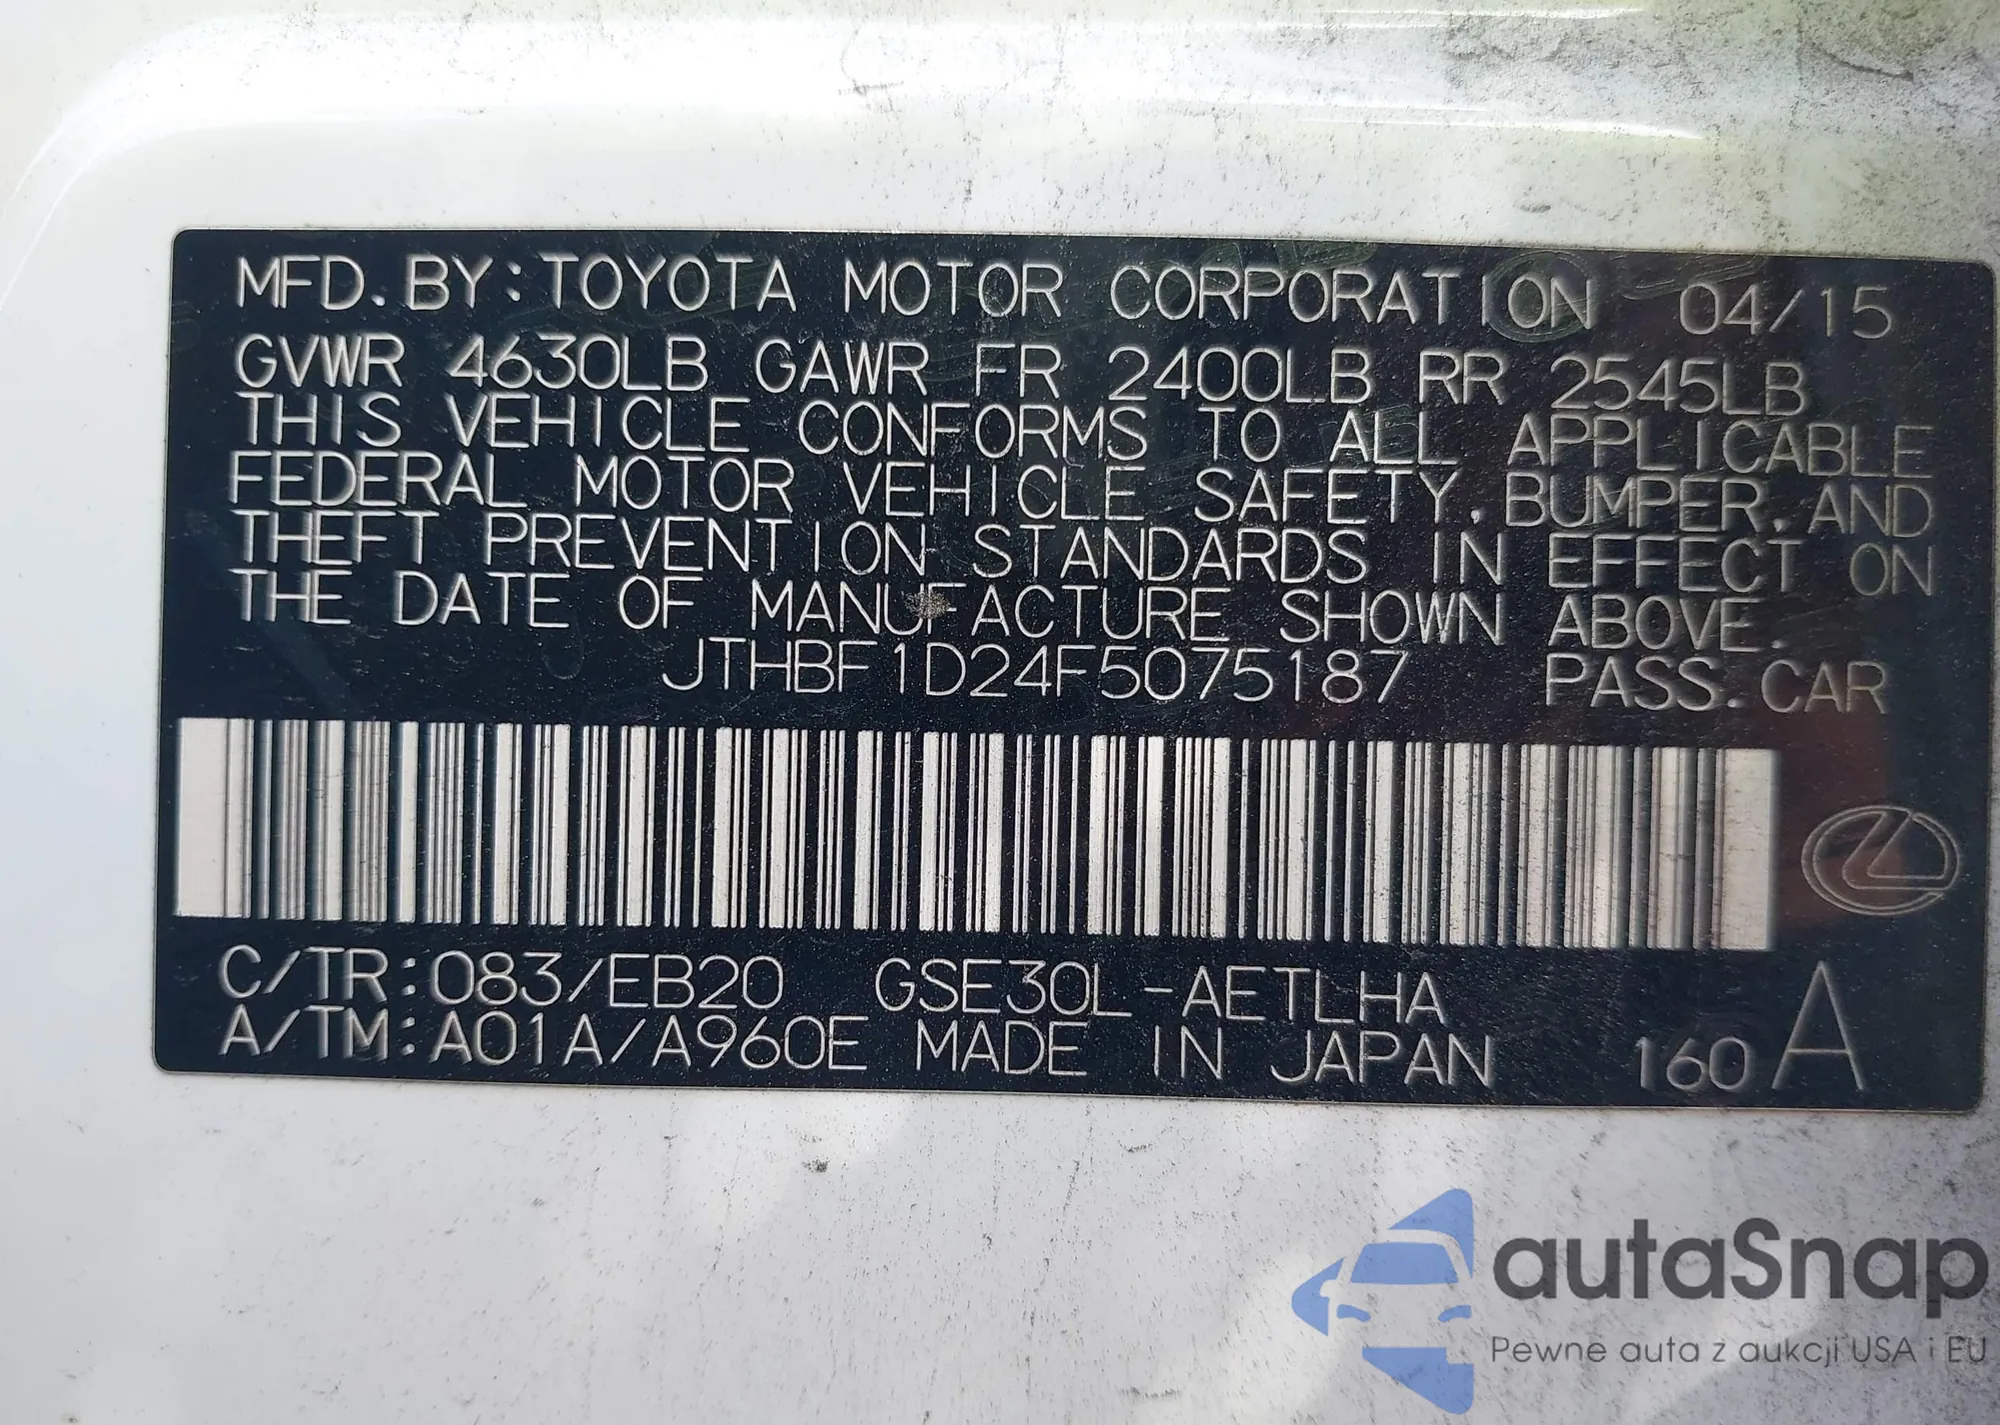 MFD. BY: TOYOTA MOTOR CORPORATION 04/15
GVWR 4630LB GAWR FR 2400LB RR 2545LB
THIS VEHICLE CONFORMS TO ALL APPLICABLE
FEDERAL MOTOR VEHICLE SAFETY, BUMPER, AND
THEFT PREVENTION STANDARDS IN EFFECT ON
THE DATE OF MANUFACTURE SHOWN ABOVE.
JTHBF1D24F5075187 PASS. CAR
C/TR:083/EB20 GSE30L-AETLHA
A/TM:A01A/A960E MADE IN JAPAN 160 A
autaSnap
Pewne auta z aukcji USA i EU